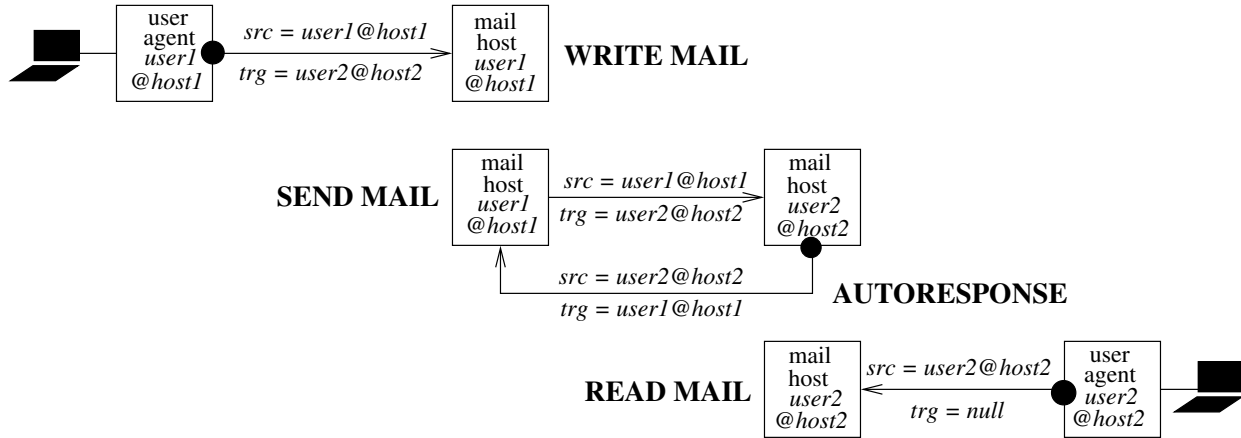 user
agent
user1
@host1
src = user1@host1
trg = user2@host2
mail
host
user1
@host1
WRITE MAIL
SEND MAIL
mail
host
user1
@host1
src = user1@host1
trg = user2@host2
mail
host
user2
@host2
src = user2@host2
trg = user1@host1
AUTORESPONSE
READ MAIL
mail
host
user2
@host2
src = user2@host2
trg = null
user
agent
user2
@host2